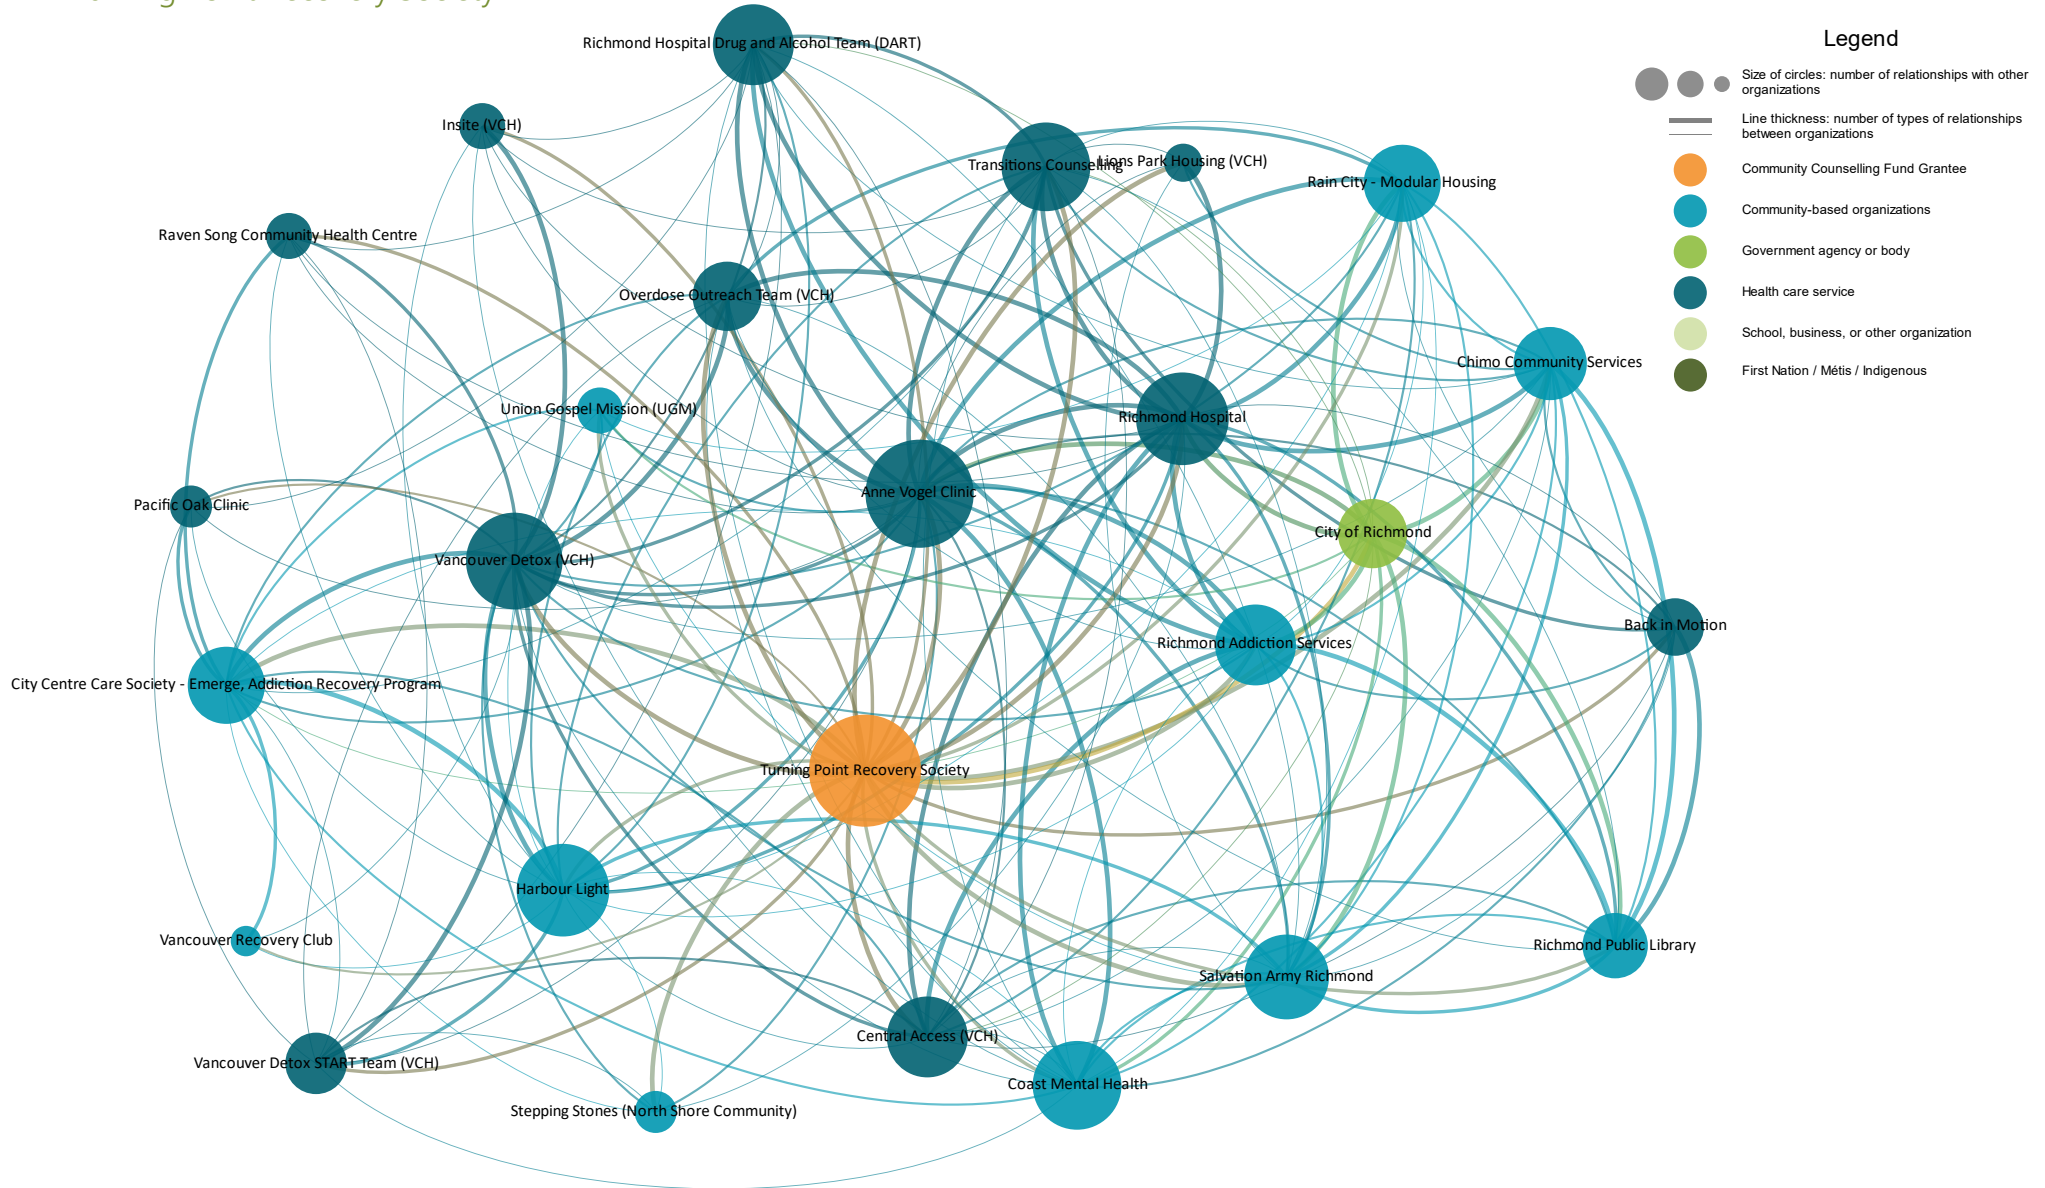 Richmond Hospital Drug and Alcohol Team (DART)
Insite (VCH)
Transitions Counselling
Lions Park Housing (VCH)
Rain City - Modular Housing
Raven Song Community Health Centre
Overdose Outreach Team (VCH)
Chimo Community Services
Union Gospel Mission (UGM)
Richmond Hospital
Anne Vogel Clinic
Pacific Oak Clinic
City of Richmond
Vancouver Detox (VCH)
Back in Motion
Richmond Addiction Services
City Centre Care Society - Emerge, Addiction Recovery Program
Turning Point Recovery Society
Harbour Light
Vancouver Recovery Club
Richmond Public Library
Salvation Army Richmond
Central Access (VCH)
Vancouver Detox START Team (VCH)
Coast Mental Health
Stepping Stones (North Shore Community)
Legend
Size of circles: number of relationships with other
organizations
Line thickness: number of types of relationships
between organizations
Community Counselling Fund Grantee
Community-based organizations
Government agency or body
Health care service
School, business, or other organization
First Nation / Métis / Indigenous